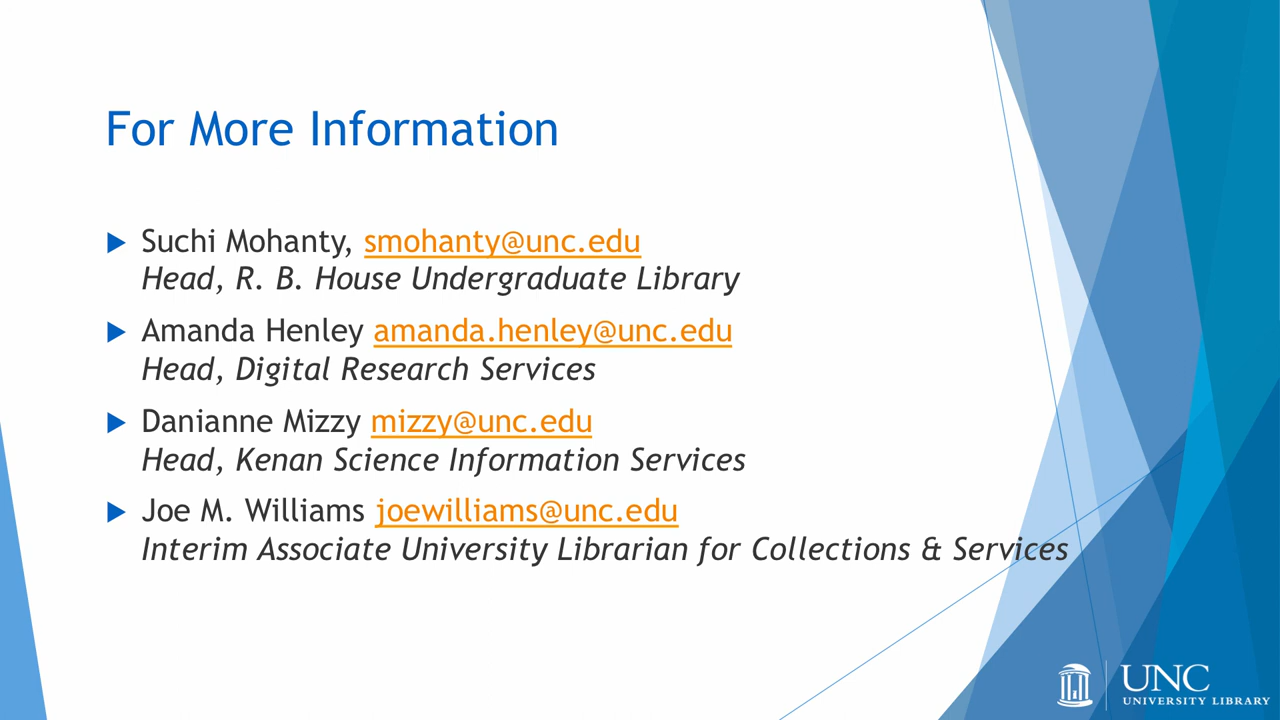 For More Information
Suchi Mohanty, smohanty@unc.edu
Head, R. B. House Undergraduate Library
Amanda Henley amanda.henley@unc.edu
Head, Digital Research Services
Danianne Mizzy mizzy@unc.edu
Head, Kenan Science Information Services
Joe M. Williams joewilliams@unc.edu
Interim Associate University Librarian for Collections & Services
UNC
UNIVERSITY LIBRARY